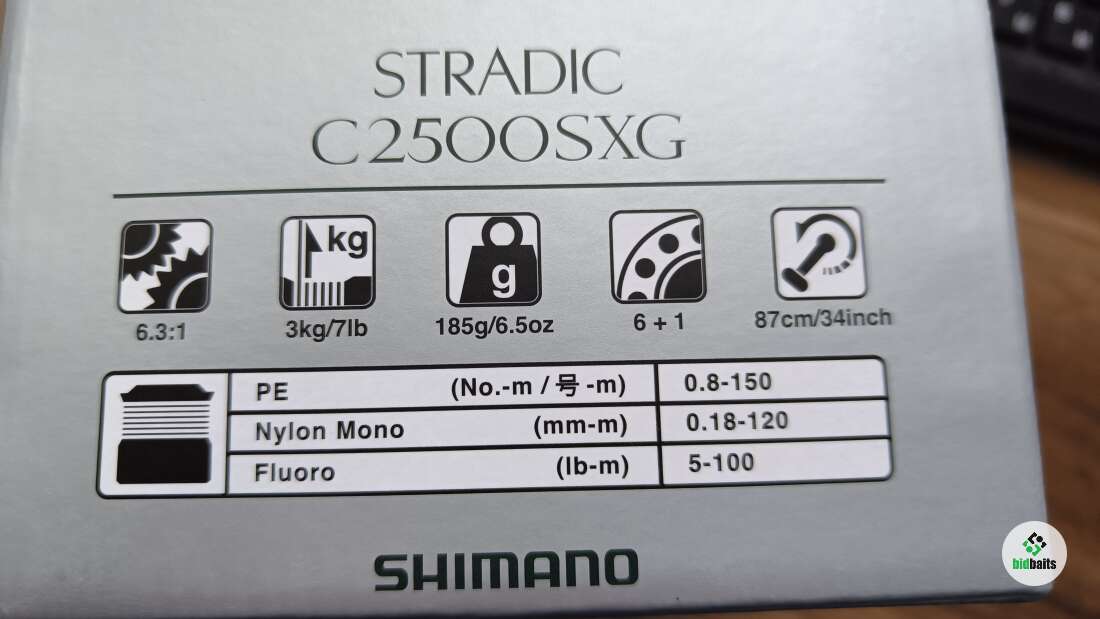 STRADIC
C2500SXG
kg
g
6.3:1
3kg/7lb
185g/6.5oz
6 + 1
87cm/34inch
PE (No.-m / 号 -m) 0.8-150
Nylon Mono (mm-m) 0.18-120
Fluoro (lb-m) 5-100
SHIMANO
bidbaits